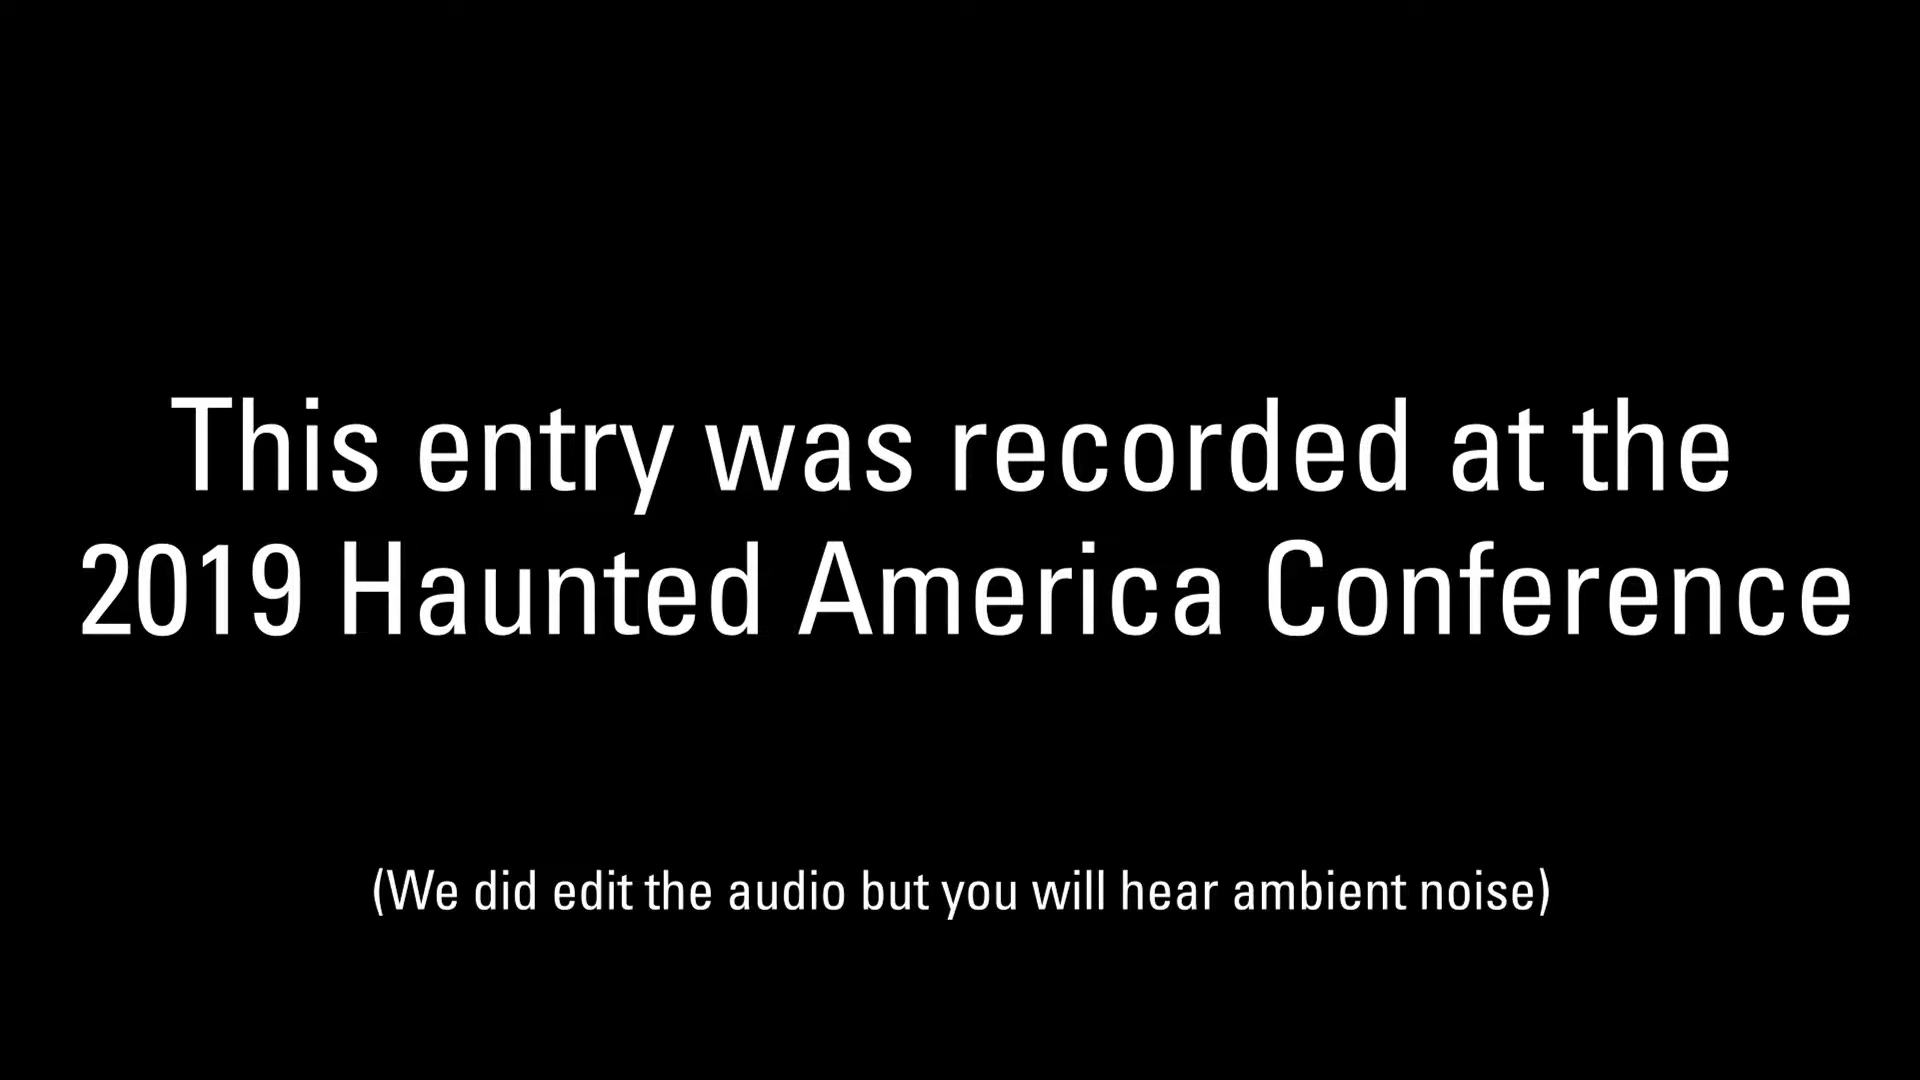 This entry was recorded at the
2019 Haunted America Conference
(We did edit the audio but you will hear ambient noise)